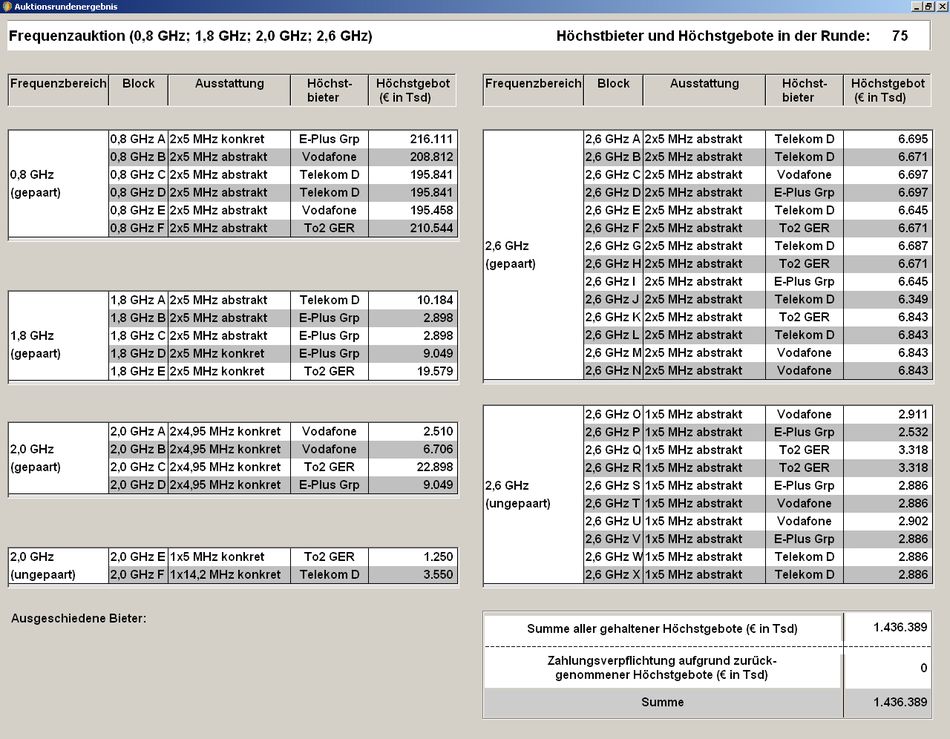 Auktionsrundenergebnis
Frequenzauktion (0,8 GHz; 1,8 GHz; 2,0 GHz; 2,6 GHz)
Höchstbieter und Höchstgebote in der Runde: 75
Frequenzbereich Block Ausstattung Höchst-bieter Höchstgebot (€ in Tsd)
0,8 GHz (gepaart)
0,8 GHz A 2x5 MHz konkret E-Plus Grp 216.111
0,8 GHz B 2x5 MHz abstrakt Vodafone 208.812
0,8 GHz C 2x5 MHz abstrakt Telekom D 195.841
0,8 GHz D 2x5 MHz abstrakt Telekom D 195.841
0,8 GHz E 2x5 MHz abstrakt Vodafone 195.458
0,8 GHz F 2x5 MHz abstrakt To2 GER 210.544
1,8 GHz (gepaart)
1,8 GHz A 2x5 MHz abstrakt Telekom D 10.184
1,8 GHz B 2x5 MHz abstrakt E-Plus Grp 2.898
1,8 GHz C 2x5 MHz abstrakt E-Plus Grp 2.898
1,8 GHz D 2x5 MHz konkret E-Plus Grp 9.049
1,8 GHz E 2x5 MHz konkret To2 GER 19.579
2,0 GHz (gepaart)
2,0 GHz A 2x4,95 MHz konkret Vodafone 2.510
2,0 GHz B 2x4,95 MHz konkret Vodafone 6.706
2,0 GHz C 2x4,95 MHz konkret To2 GER 22.898
2,0 GHz D 2x4,95 MHz konkret E-Plus Grp 9.049
2,0 GHz (ungepaart)
2,0 GHz E 1x5 MHz konkret To2 GER 1.250
2,0 GHz F 1x14,2 MHz konkret Telekom D 3.550
Ausgeschiedene Bieter:
Frequenzbereich Block Ausstattung Höchst-bieter Höchstgebot (€ in Tsd)
2,6 GHz (gepaart)
2,6 GHz A 2x5 MHz abstrakt Telekom D 6.695
2,6 GHz B 2x5 MHz abstrakt Telekom D 6.671
2,6 GHz C 2x5 MHz abstrakt Vodafone 6.697
2,6 GHz D 2x5 MHz abstrakt E-Plus Grp 6.697
2,6 GHz E 2x5 MHz abstrakt Telekom D 6.645
2,6 GHz F 2x5 MHz abstrakt To2 GER 6.671
2,6 GHz G 2x5 MHz abstrakt Telekom D 6.687
2,6 GHz H 2x5 MHz abstrakt To2 GER 6.671
2,6 GHz I 2x5 MHz abstrakt E-Plus Grp 6.645
2,6 GHz J 2x5 MHz abstrakt Telekom D 6.349
2,6 GHz K 2x5 MHz abstrakt To2 GER 6.843
2,6 GHz L 2x5 MHz abstrakt Telekom D 6.843
2,6 GHz M 2x5 MHz abstrakt Vodafone 6.843
2,6 GHz N 2x5 MHz abstrakt Vodafone 6.843
2,6 GHz (ungepaart)
2,6 GHz O 1x5 MHz abstrakt Vodafone 2.911
2,6 GHz P 1x5 MHz abstrakt E-Plus Grp 2.532
2,6 GHz Q 1x5 MHz abstrakt To2 GER 3.318
2,6 GHz R 1x5 MHz abstrakt To2 GER 3.318
2,6 GHz S 1x5 MHz abstrakt E-Plus Grp 2.886
2,6 GHz T 1x5 MHz abstrakt Vodafone 2.886
2,6 GHz U 1x5 MHz abstrakt Vodafone 2.902
2,6 GHz V 1x5 MHz abstrakt E-Plus Grp 2.886
2,6 GHz W 1x5 MHz abstrakt Telekom D 2.886
2,6 GHz X 1x5 MHz abstrakt Telekom D 2.886
Summe aller gehaltener Höchstgebote (€ in Tsd) 1.436.389
Zahlungsverpflichtung aufgrund zurück-
genommener Höchstgebote (€ in Tsd) 0
Summe 1.436.389